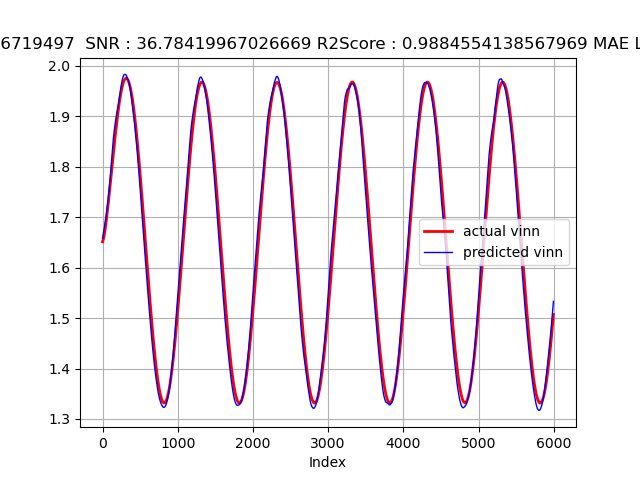 6719497 SNR : 36.78419967026669 R2Score : 0.9884554138567969 MAE L
2.0
1.9
1.8
1.7
1.6
1.5
1.4
1.3
actual vinn
predicted vinn
0 1000 2000 3000 4000 5000 6000
Index